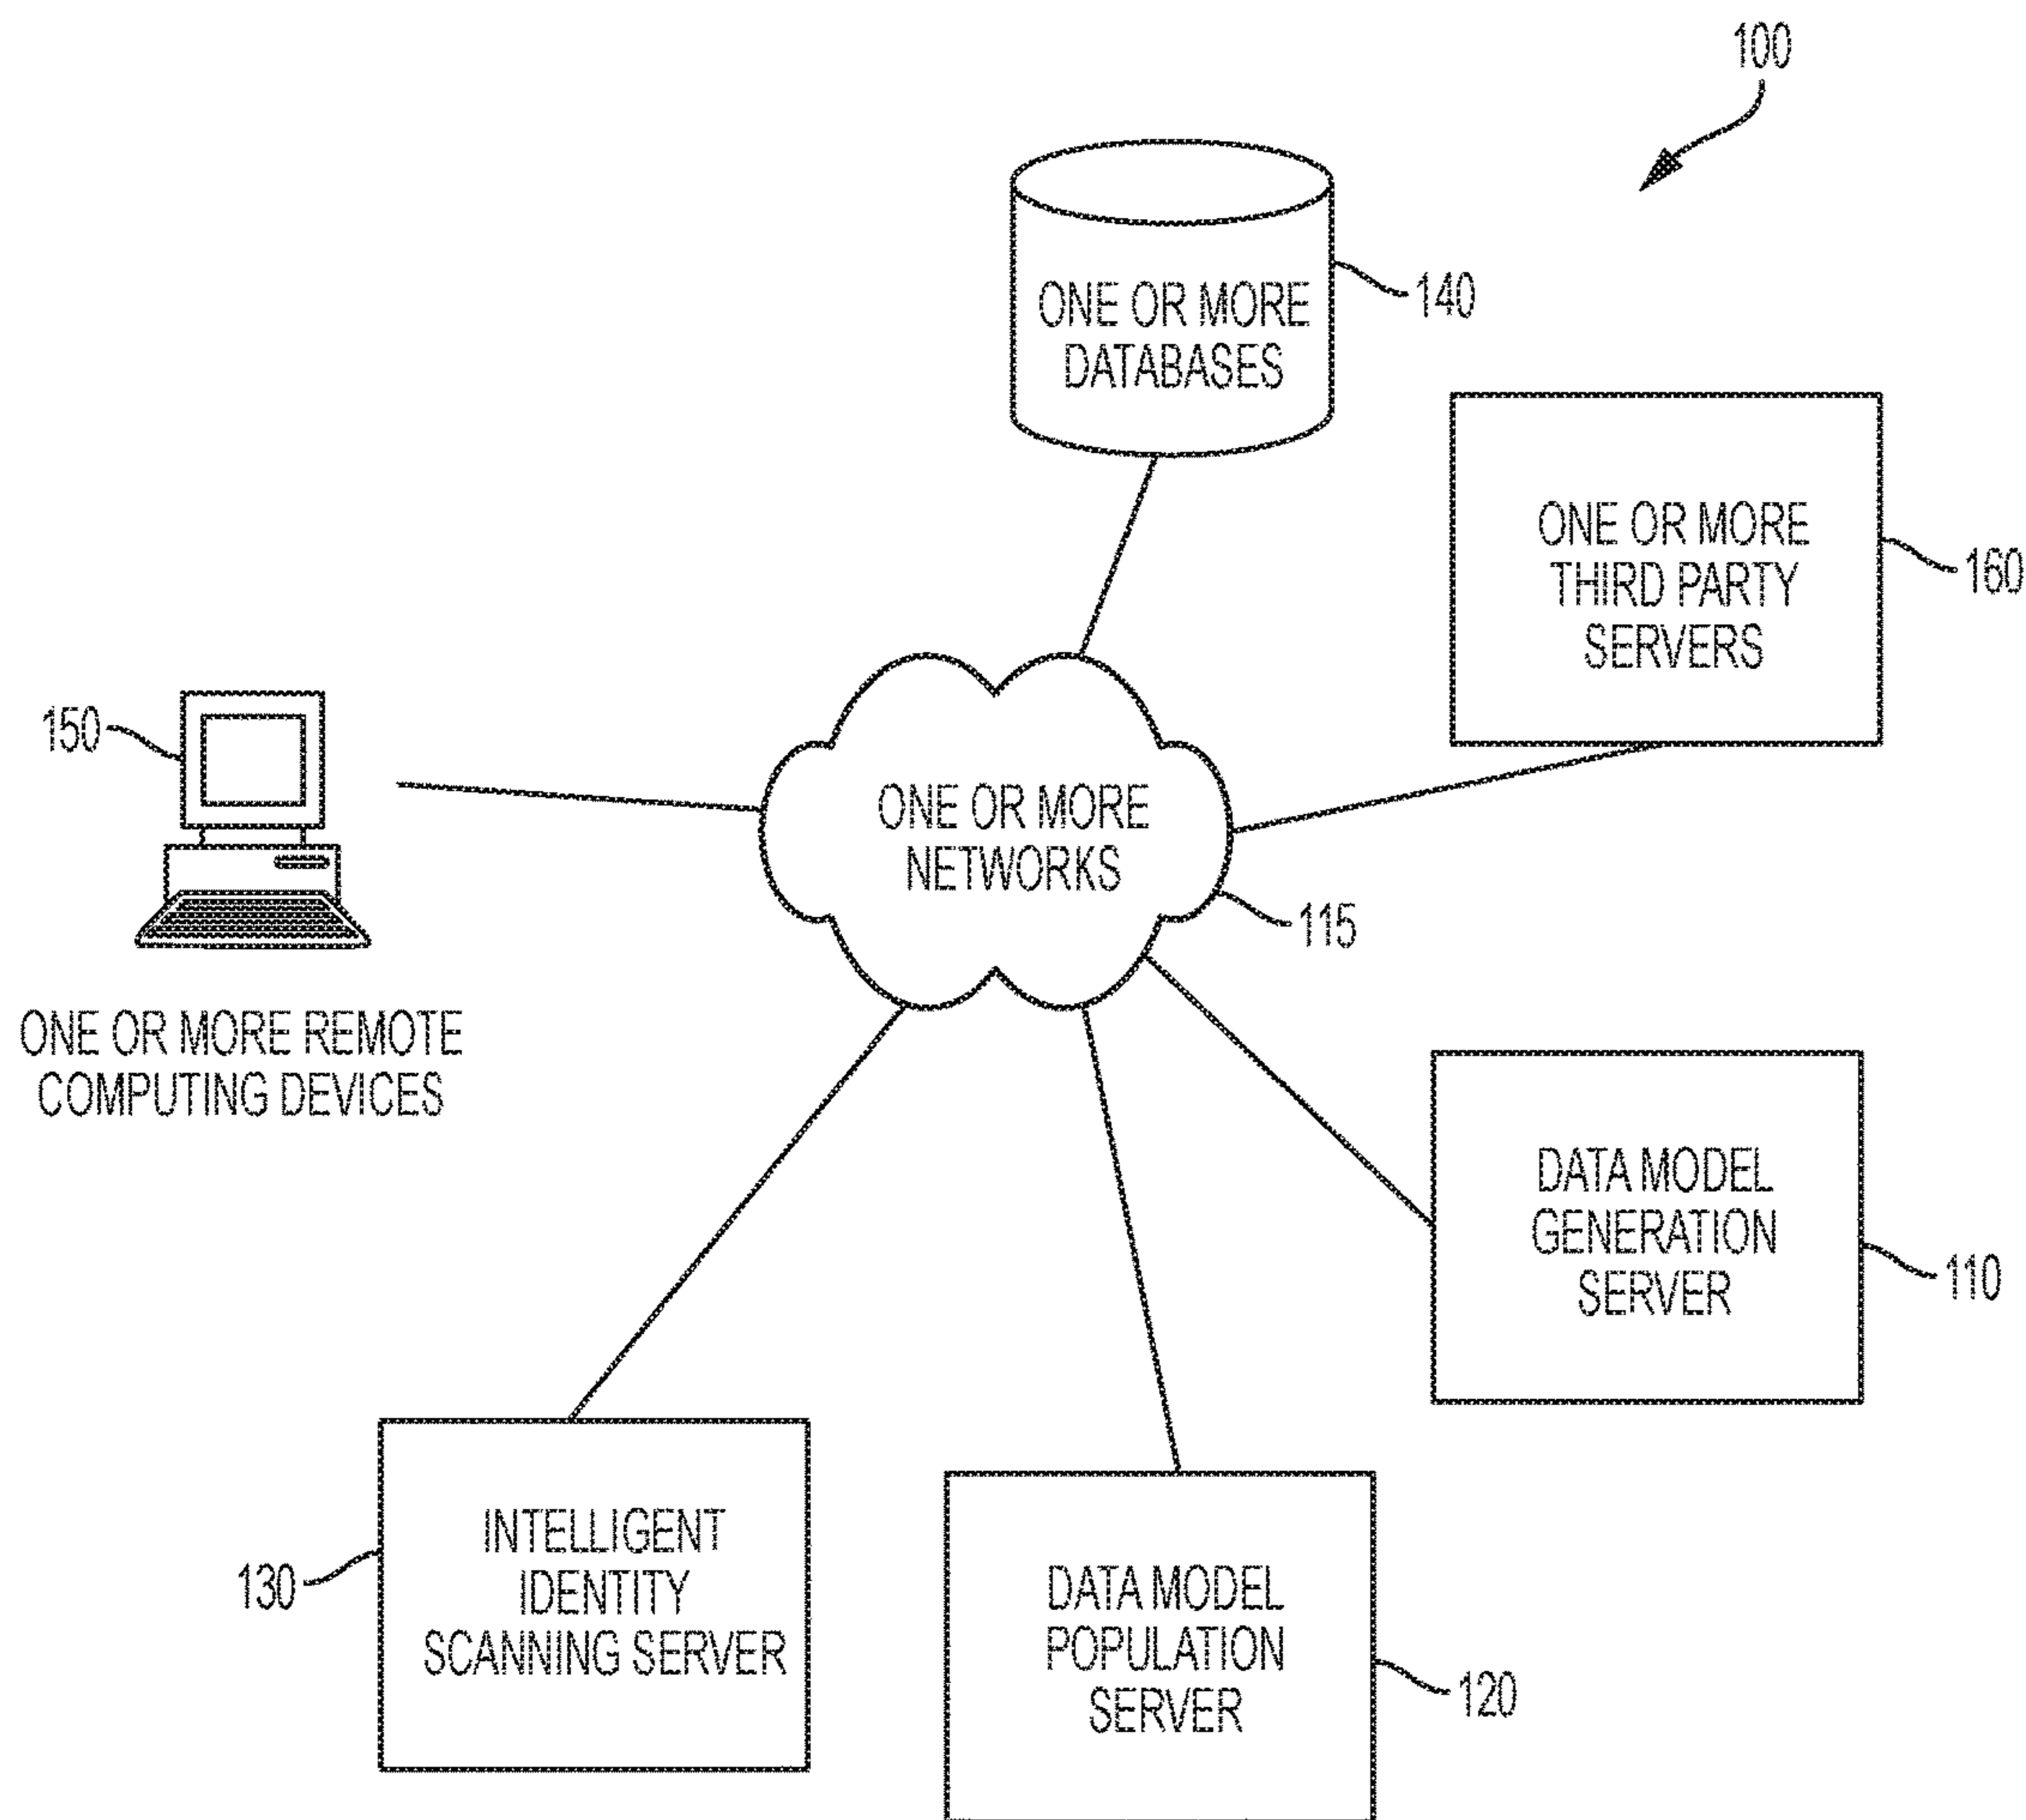 100
ONE OR MORE
DATABASES
140
ONE OR MORE
THIRD PARTY
SERVERS
160
150
ONE OR MORE
NETWORKS
115
ONE OR MORE REMOTE
COMPUTING DEVICES
DATA MODEL
GENERATION
SERVER
110
INTELLIGENT
IDENTITY
SCANNING SERVER
130
DATA MODEL
POPULATION
SERVER
120